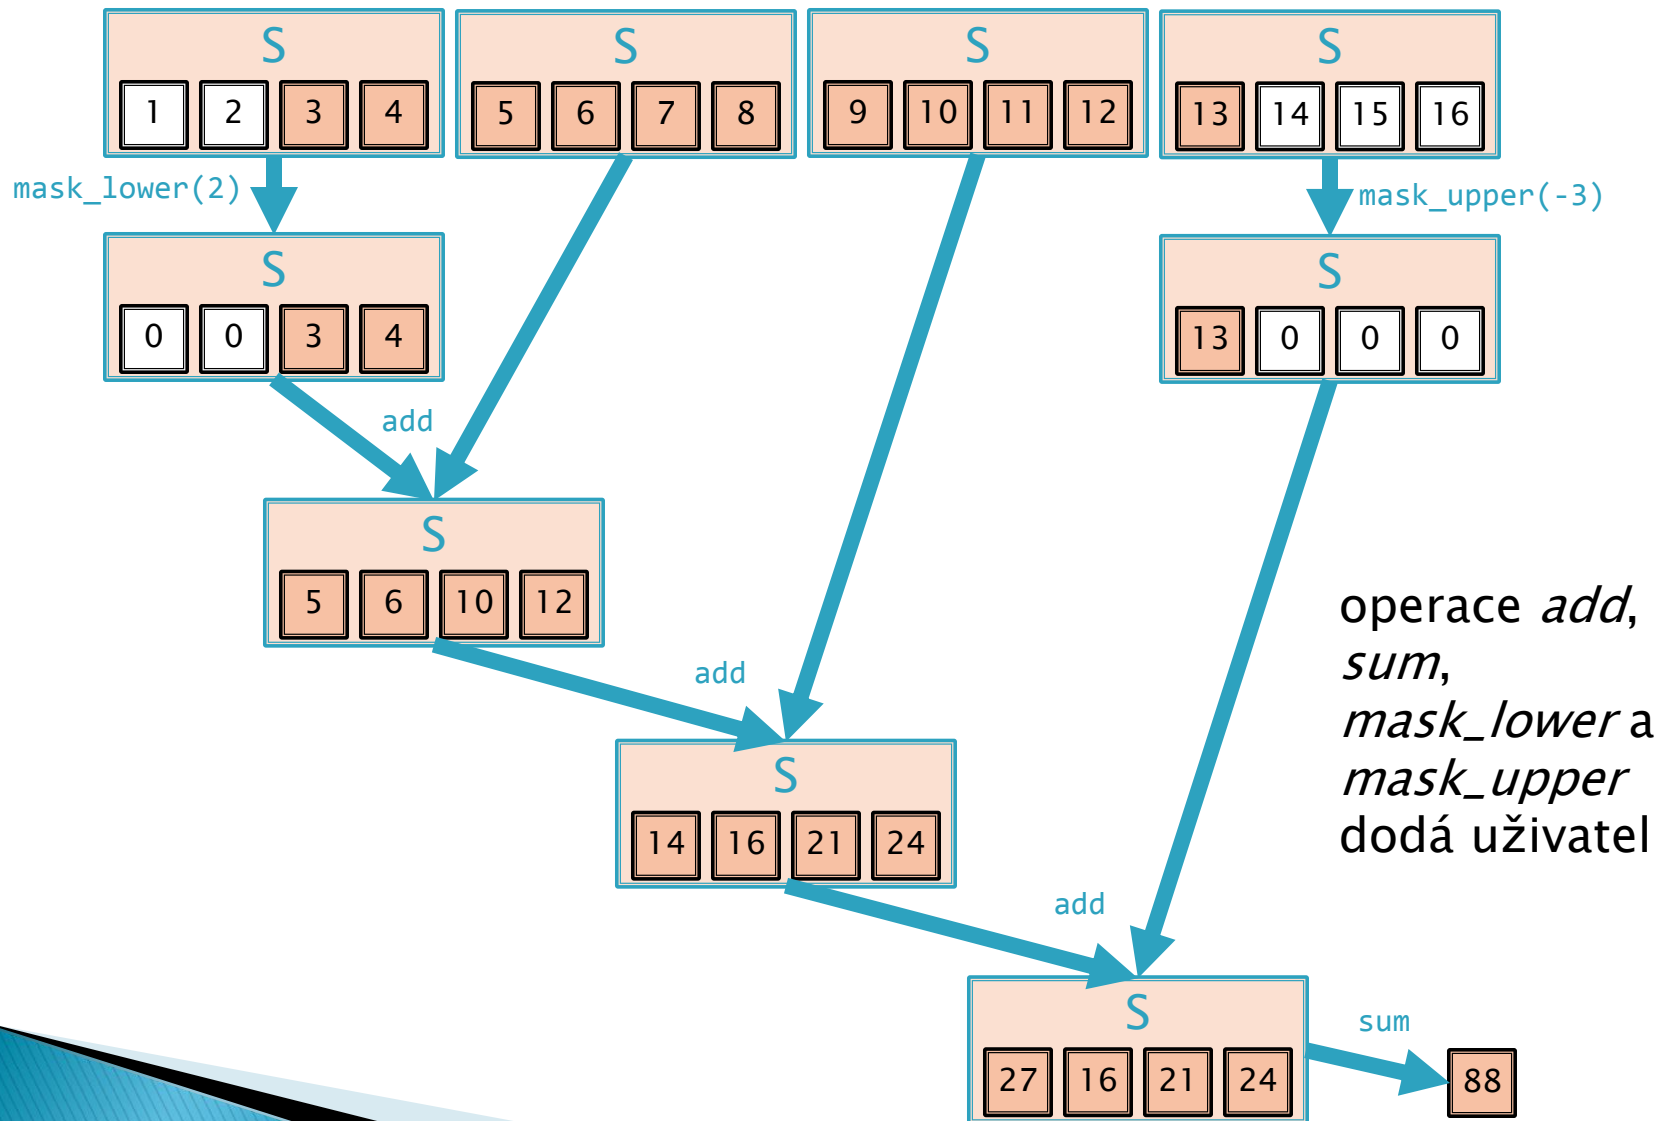 S S S S
1 2 3 4 5 6 7 8 9 10 11 12 13 14 15 16
mask_lower(2) mask_upper(-3)
S S
0 0 3 4 13 0 0 0
add
S
5 6 10 12
operace add,
sum,
mask_lower a
mask_upper
dodá uživatel
add
S
14 16 21 24
add
S
sum
27 16 21 24 88